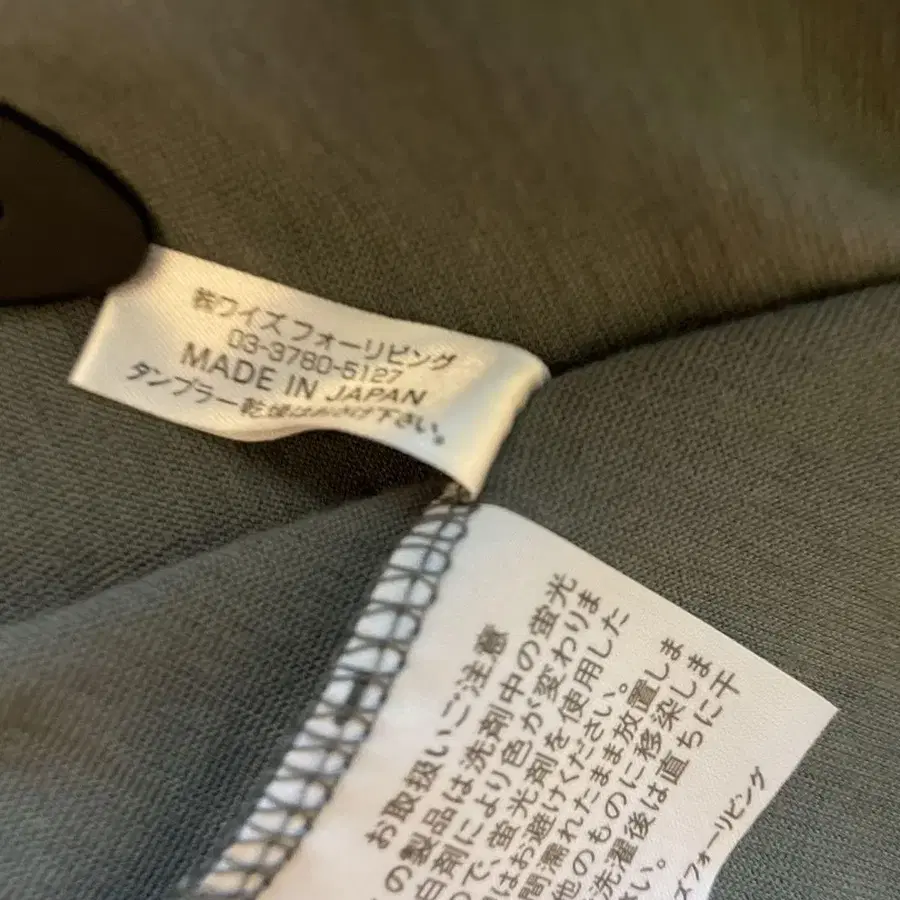 ㈱ワイズフォーリビング
03-3780-5127
MADE IN JAPAN
タンブラー乾燥はおさけ下さい。
お取扱いご注意
の製品は洗剤中の蛍光
白剤により色が変わりま
ので、蛍光剤を使用した
はお避けください。
間濡れたまま放置しま
他のものに移染しま
洗濯後は直ちに干
さい。
ズフォーリビング